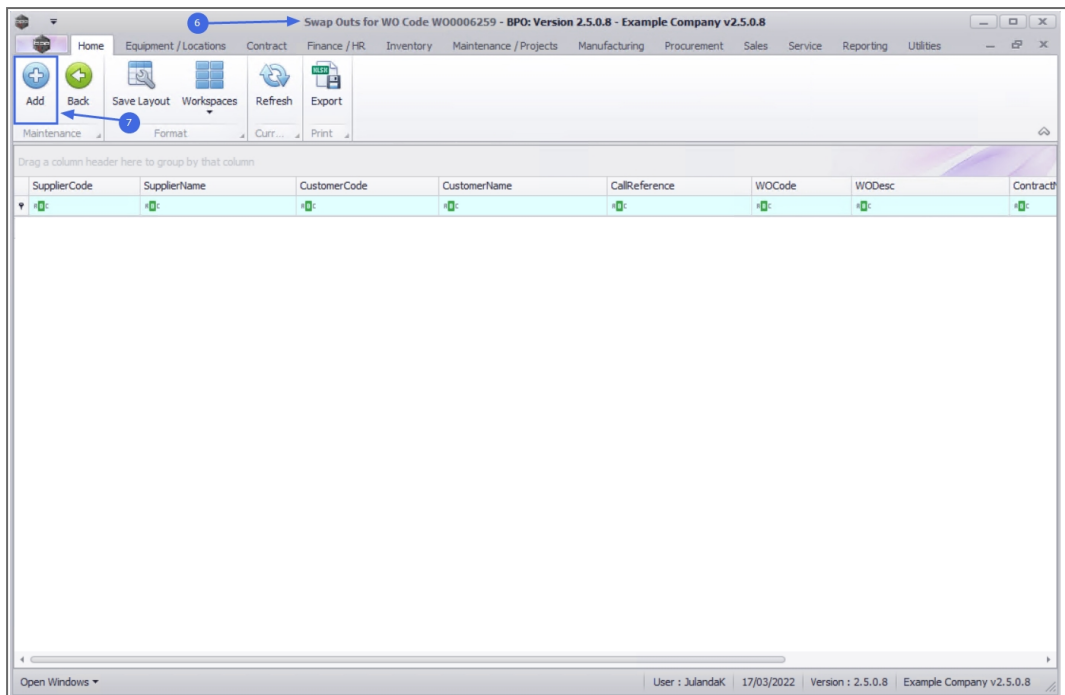 6
Swap Outs for WO Code WO0006259 - BPO: Version 2.5.0.8 - Example Company v2.5.0.8
Home Equipment / Locations Contract Finance / HR Inventory Maintenance / Projects Manufacturing Procurement Sales Service Reporting Utilities
XLSX
Add Back Save Layout Workspaces Refresh Export
7
Maintenance Format Curr... Print
Drag a column header here to group by that column
SupplierCode SupplierName CustomerCode CustomerName CallReference WOCode WODesc
Open Windows User : JulandaK 17/03/2022 Version : 2.5.0.8 Example Company v2.5.0.8